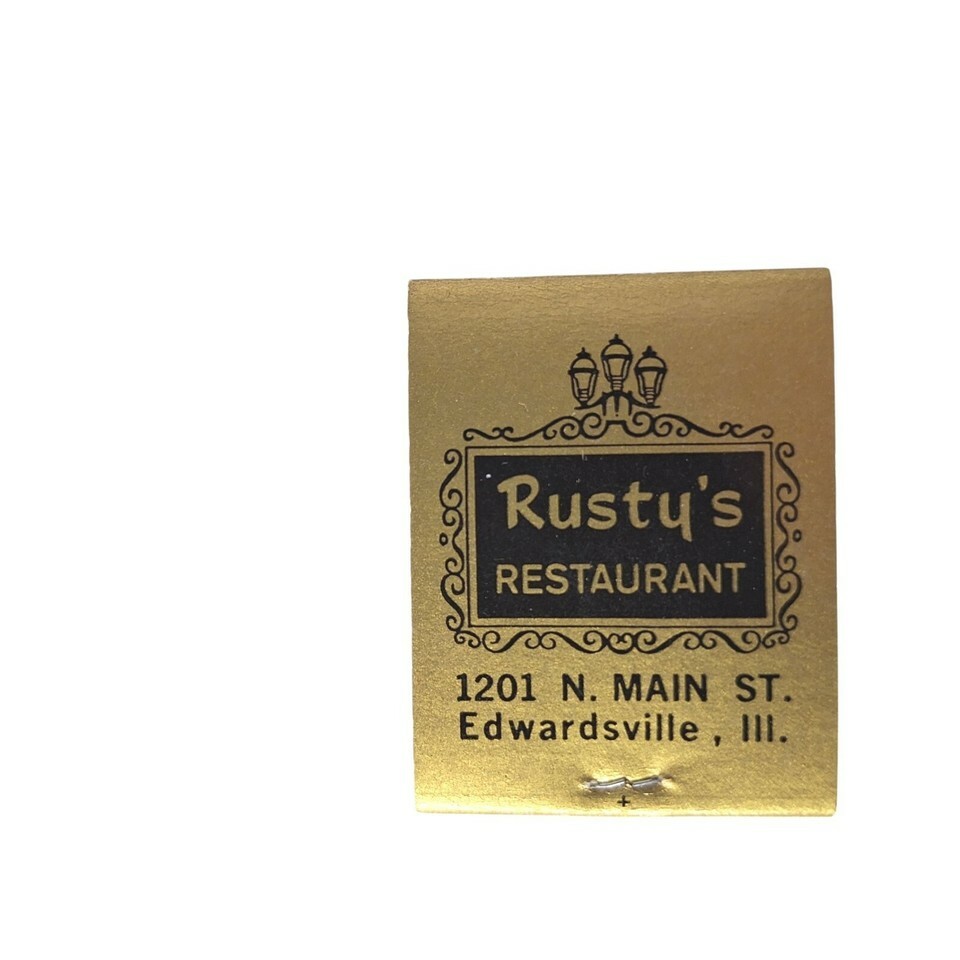 Rusty's
RESTAURANT
1201 N. MAIN ST.
Edwardsville, Ill.